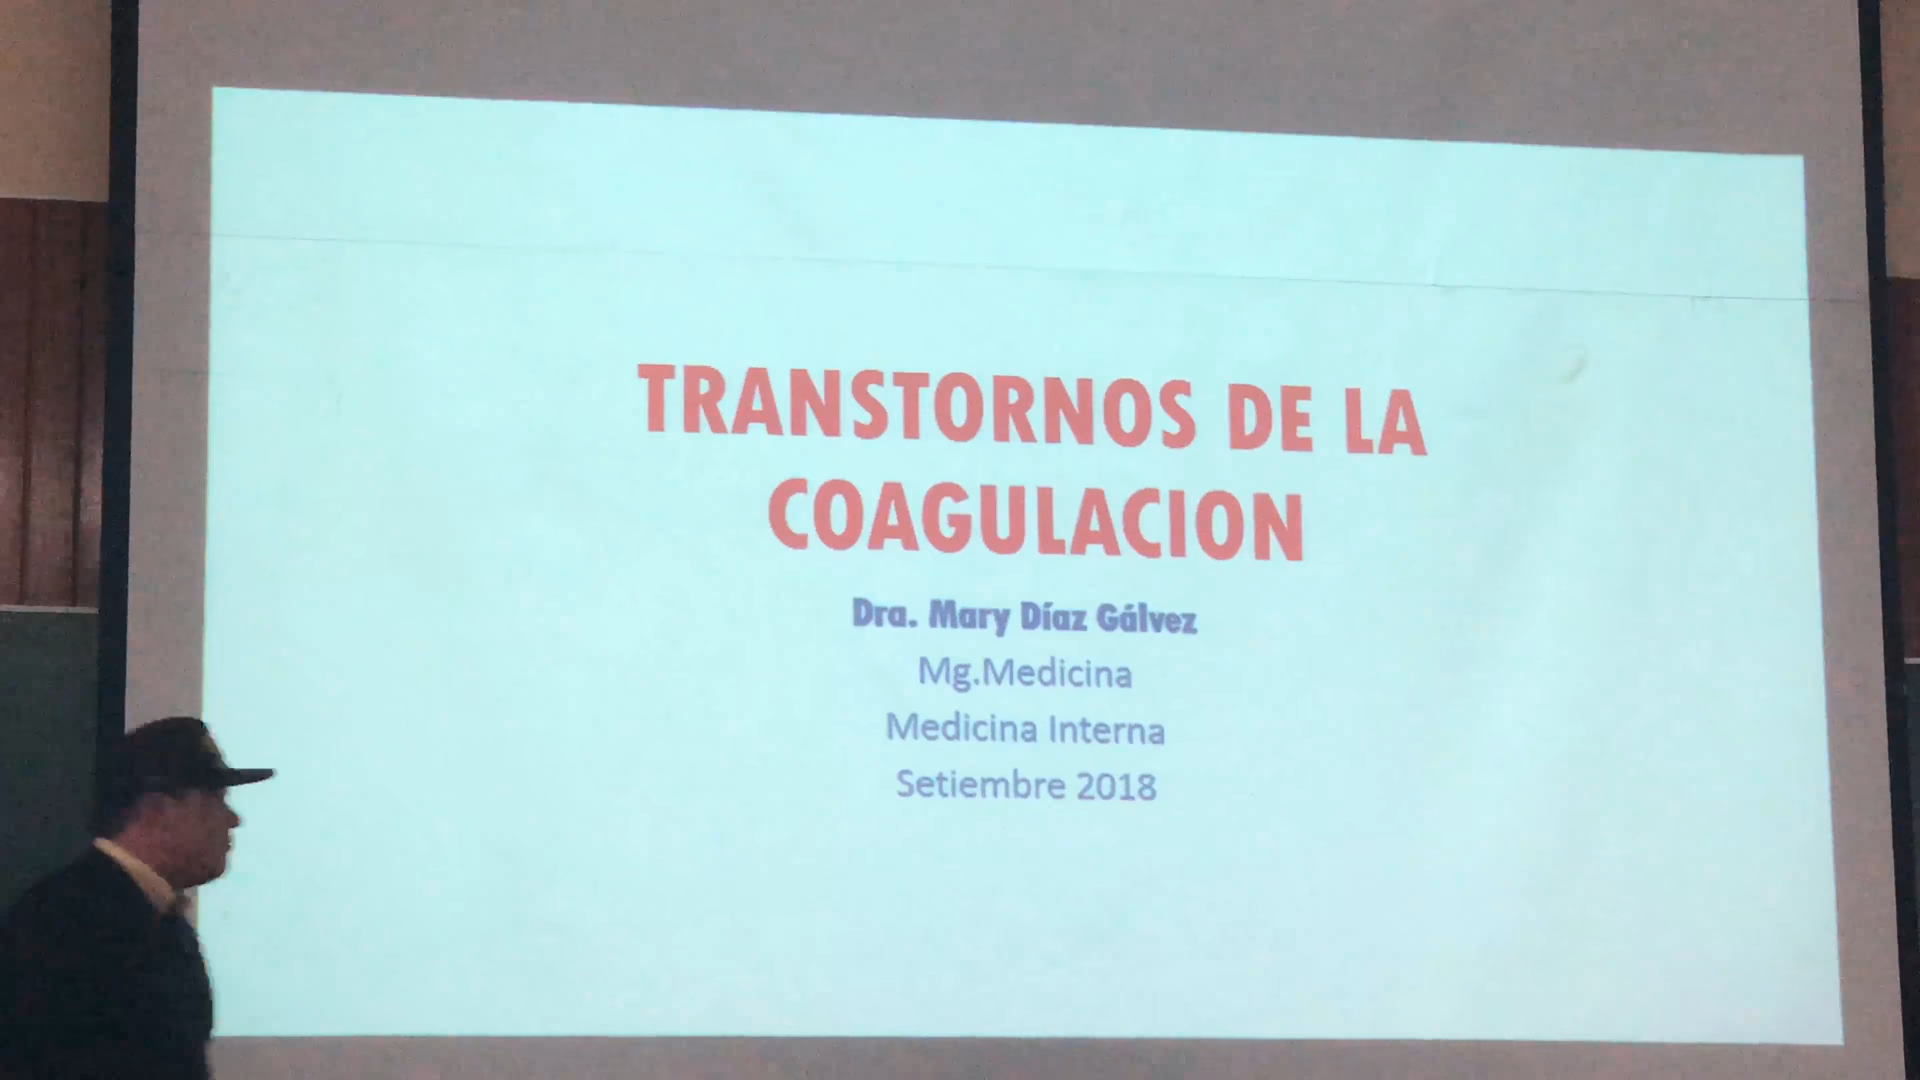 TRANSTORNOS DE LA
COAGULACION
Dra. Mary Díaz Gálvez
Mg.Medicina
Medicina Interna
Setiembre 2018